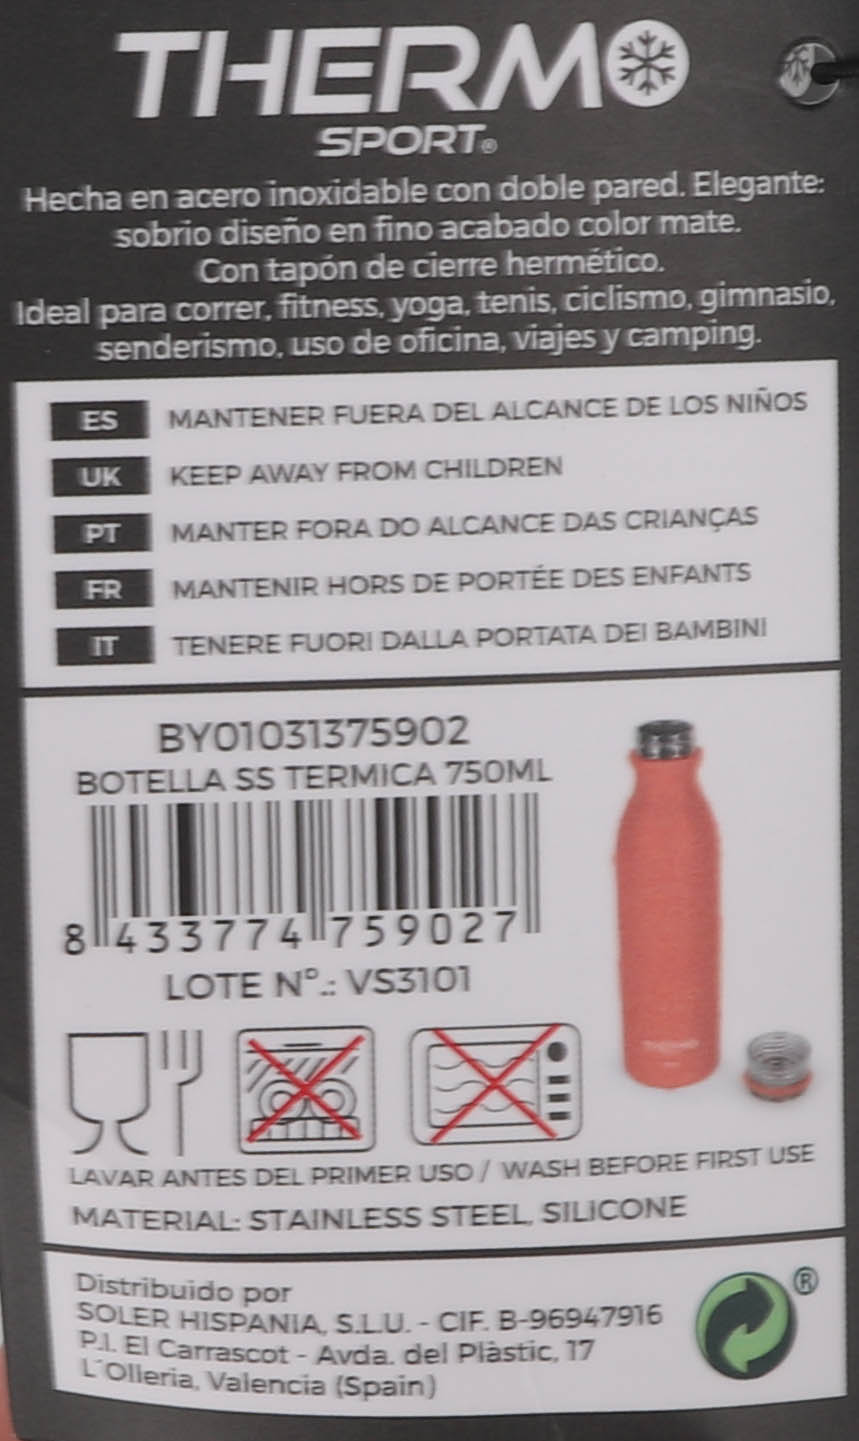 THERMO
SPORT®
Hecha en acero inoxidable con doble pared. Elegante:
sobrio diseño en fino acabado color mate.
Con tapón de cierre hermético.
Ideal para correr, fitness, yoga, tenis, ciclismo, gimnasio,
senderismo, uso de oficina, viajes y camping.
ES MANTENER FUERA DEL ALCANCE DE LOS NIÑOS
UK KEEP AWAY FROM CHILDREN
PT MANTER FORA DO ALCANCE DAS CRIANÇAS
FR MANTENIR HORS DE PORTÉE DES ENFANTS
IT TENERE FUORI DALLA PORTATA DEI BAMBINI
BY01031375902
BOTELLA SS TERMICA 750ML
8 433774 759027
LOTE Nº.: VS3101
THERMO
LAVAR ANTES DEL PRIMER USO / WASH BEFORE FIRST USE
MATERIAL: STAINLESS STEEL, SILICONE
Distribuido por
SOLER HISPANIA, S.L.U. - CIF. B-96947916
P.I. El Carrascot - Avda. del Plàstic, 17
L´Olleria, Valencia (Spain)
®